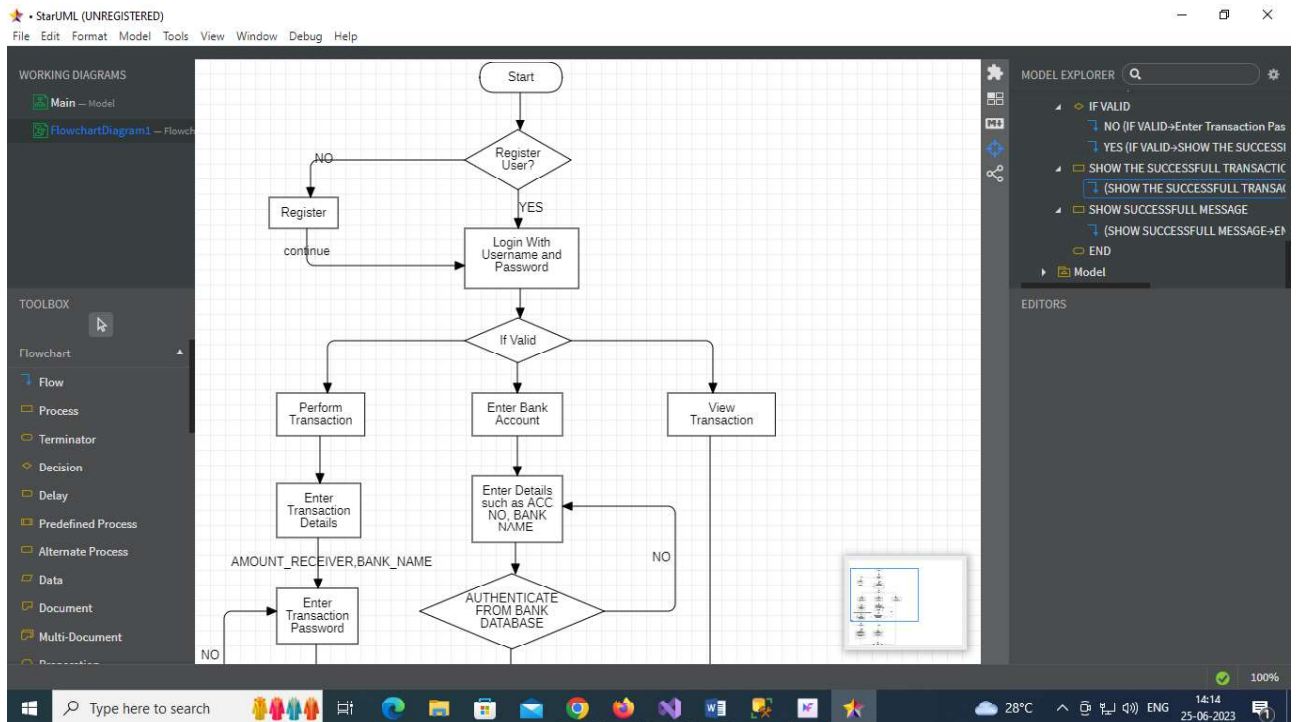 • StarUML (UNREGISTERED)
File Edit Format Model Tools View Window Debug Help
WORKING DIAGRAMS
Main — Model
FlowchartDiagram1 — Flowch
TOOLBOX
Flowchart
Flow
Process
Terminator
Decision
Delay
Predefined Process
Alternate Process
Data
Document
Multi-Document
Start
Register
User?
NO
YES
Register
continue
Login With
Username and
Password
If Valid
Perform
Transaction
Enter Bank
Account
View
Transaction
Enter
Transaction
Details
Enter Details
such as ACC
NO, BANK
NAME
AMOUNT_RECEIVER,BANK_NAME
NO
Enter
Transaction
Password
AUTHENTICATE
FROM BANK
DATABASE
NO
MODEL EXPLORER
IF VALID
NO (IF VALID→Enter Transaction Pas
YES (IF VALID→SHOW THE SUCCESSI
SHOW THE SUCCESSFULL TRANSACTIC
(SHOW THE SUCCESSFULL TRANSA
SHOW SUCCESSFULL MESSAGE
(SHOW SUCCESSFULL MESSAGE→EN
END
Model
EDITORS
100%
Type here to search
28°C
ENG
14:14
25-06-2023